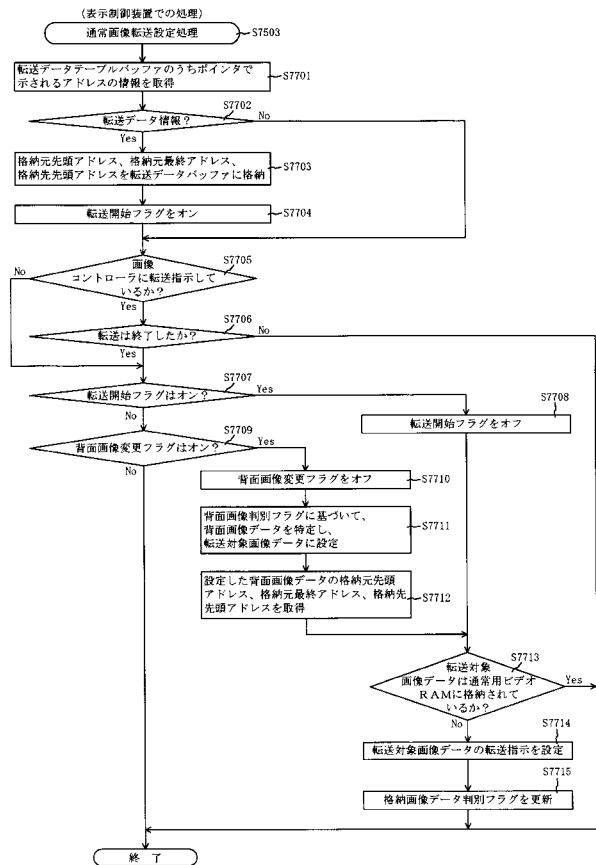 (表示制御装置での処理)
通常画像転送設定処理
S7503
転送データテーブルバッファのうちポインタで
示されるアドレスの情報を取得
S7701
S7702
転送データ情報?
No
Yes
格納元先頭アドレス、格納元最終アドレス、
格納先先頭アドレスを転送データバッファに格納
S7703
転送開始フラグをオン
S7704
S7705
画像
コントローラに転送指示して
いるか?
No
Yes
S7706
転送は終了したか?
No
Yes
S7707
転送開始フラグはオン?
Yes
No
S7708
転送開始フラグをオフ
S7709
背面画像変更フラグはオン?
Yes
No
背面画像変更フラグをオフ
S7710
背面画像判別フラグに基づいて、
背面画像データを特定し、
転送対象画像データに設定
S7711
設定した背面画像データの格納元先頭
アドレス、格納元最終アドレス、格納先
先頭アドレスを取得
S7712
S7713
転送対象
画像データは通常用ビデオ
RAMに格納されて
いるか?
Yes
No
S7714
転送対象画像データの転送指示を設定
S7715
格納画像データ判別フラグを更新
終 了